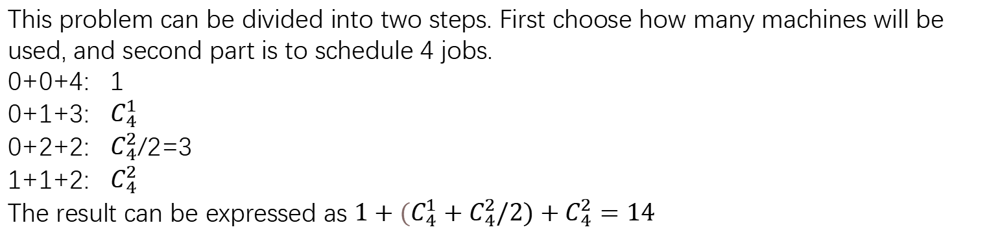 This problem can be divided into two steps. First choose how many machines will be
used, and second part is to schedule 4 jobs.
0+0+4: 1
0+1+3: $C_4^1$
0+2+2: $C_4^2$/2=3
1+1+2: $C_4^2$
The result can be expressed as $1 + (C_4^1 + C_4^2/2) + C_4^2 = 14$